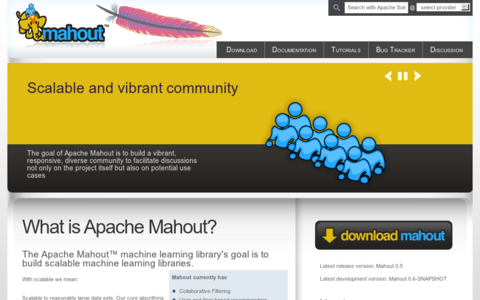 mahout™
Search with Apache Solr
@ select provider
Download Documentation Tutorials Bug Tracker Discussion
Scalable and vibrant community
The goal of Apache Mahout is to build a vibrant,
responsive, diverse community to facilitate discussions
not only on the project itself but also on potential use
cases
What is Apache Mahout?
The Apache Mahout™ machine learning library's goal is to
build scalable machine learning libraries.
With scalable we mean:
Scalable to reasonably large data sets. Our core algorithms
Mahout currently has
Collaborative Filtering
download mahout
Latest release version: Mahout 0.5
Latest development version: Mahout 0.6-SNAPSHOT